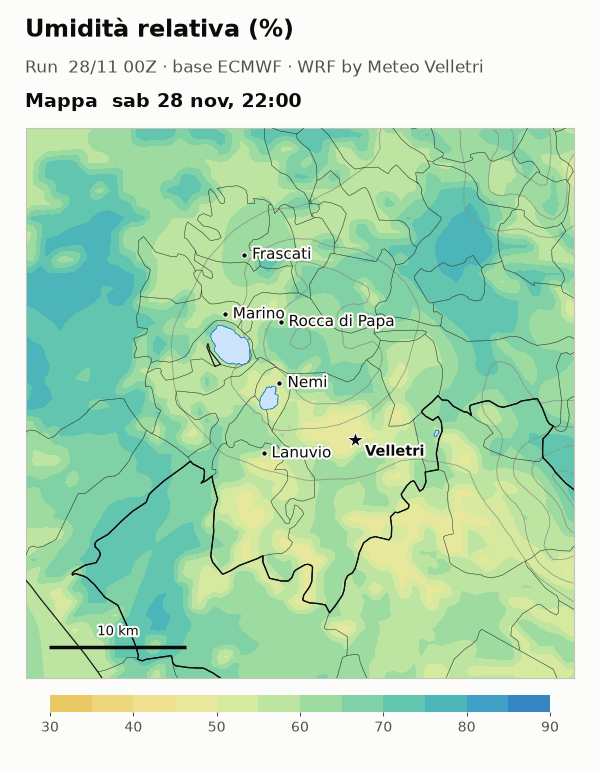 Umidità relativa (%)
Run  28/11 00Z · base ECMWF · WRF by Meteo Velletri
Mappa  sab 28 nov, 22:00
Frascati
Marino
Rocca di Papa
Nemi
Velletri
Lanuvio
10 km
30 40 50 60 70 80 90